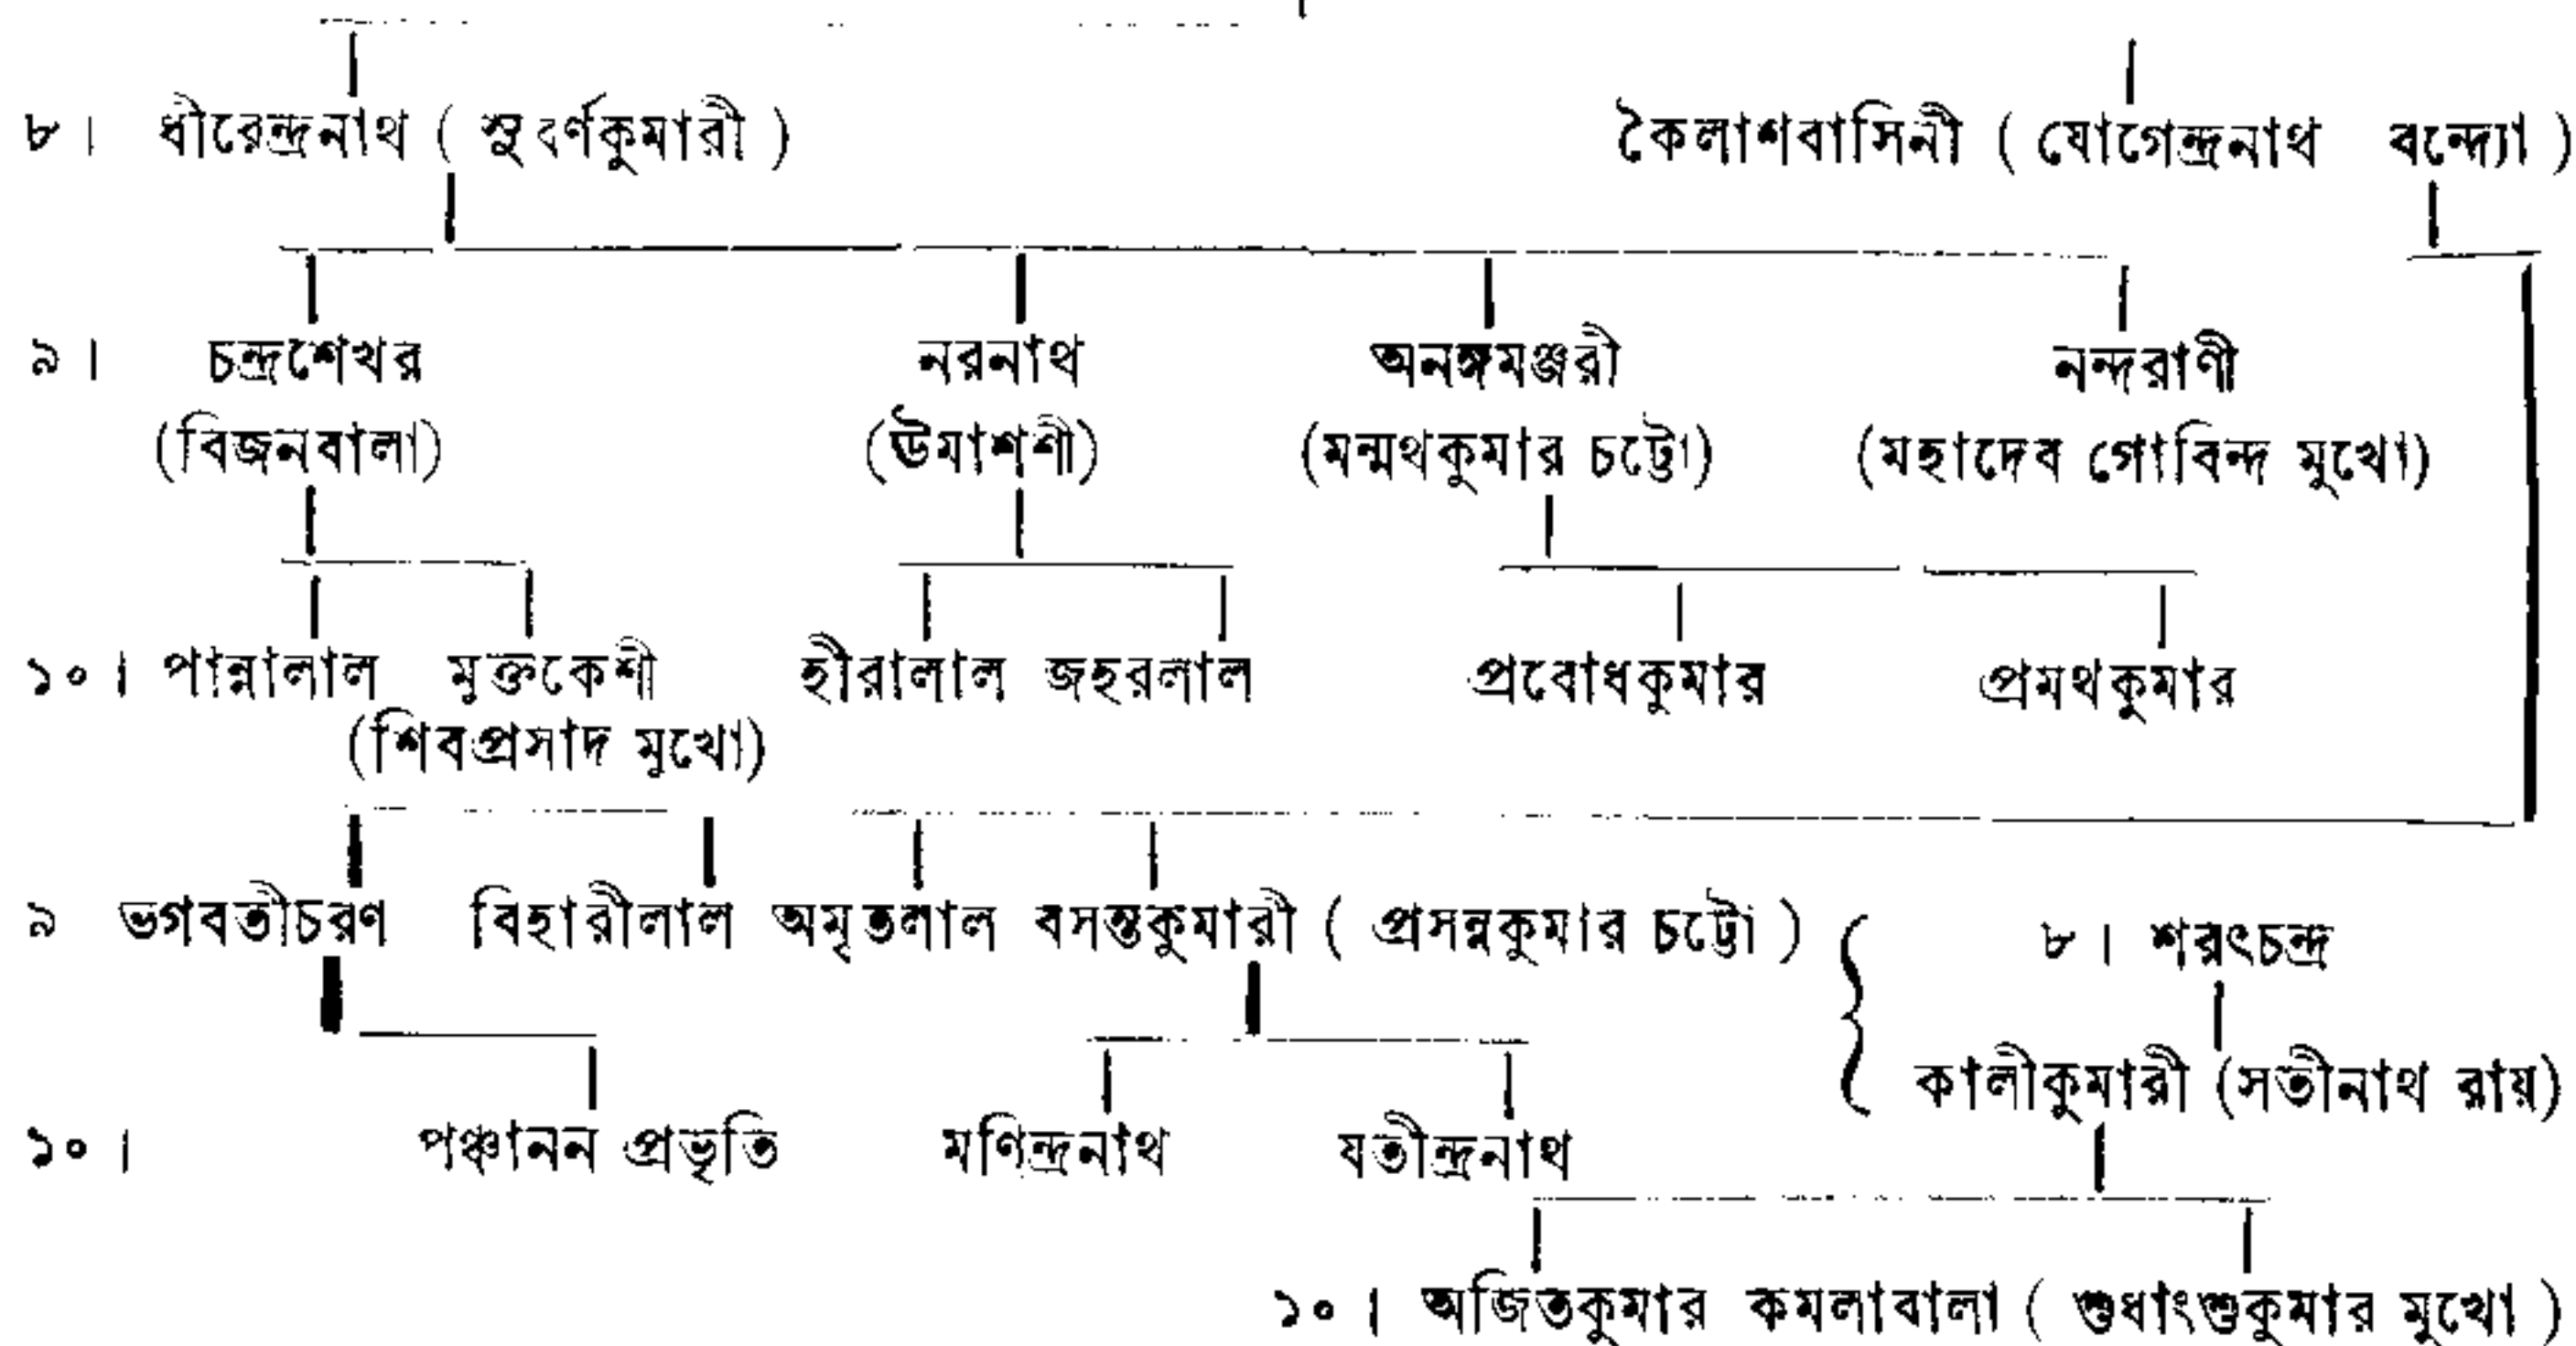 ৮। ধীরেন্দ্রনাথ ( সুবর্ণকুমারী ) কৈলাশবাসিনী ( যোগেন্দ্রনাথ বন্দ্যো )
৯। চন্দ্রশেখর নরনাথ অনঙ্গমঞ্জরী নন্দরাণী
(বিজনবালা) (ঊমাশশী) (মন্মথকুমার চট্টো) (মহাদেব গোবিন্দ মুখো)
১০। পান্নালাল মুক্তকেশী হীরালাল জহরলাল প্রবোধকুমার প্রমথকুমার
(শিবপ্রসাদ মুখো)
৯ ভগবতীচরণ বিহারীলাল অমৃতলাল বসন্তকুমারী ( প্রসন্নকুমার চট্টো ) ৮। শরৎচন্দ্র
কালীকুমারী (সতীনাথ রায়)
১০। পঞ্চানন প্রভৃতি মণিন্দ্রনাথ যতীন্দ্রনাথ
১০। অজিতকুমার কমলাবালা ( শুধাংশুকুমার মুখো )